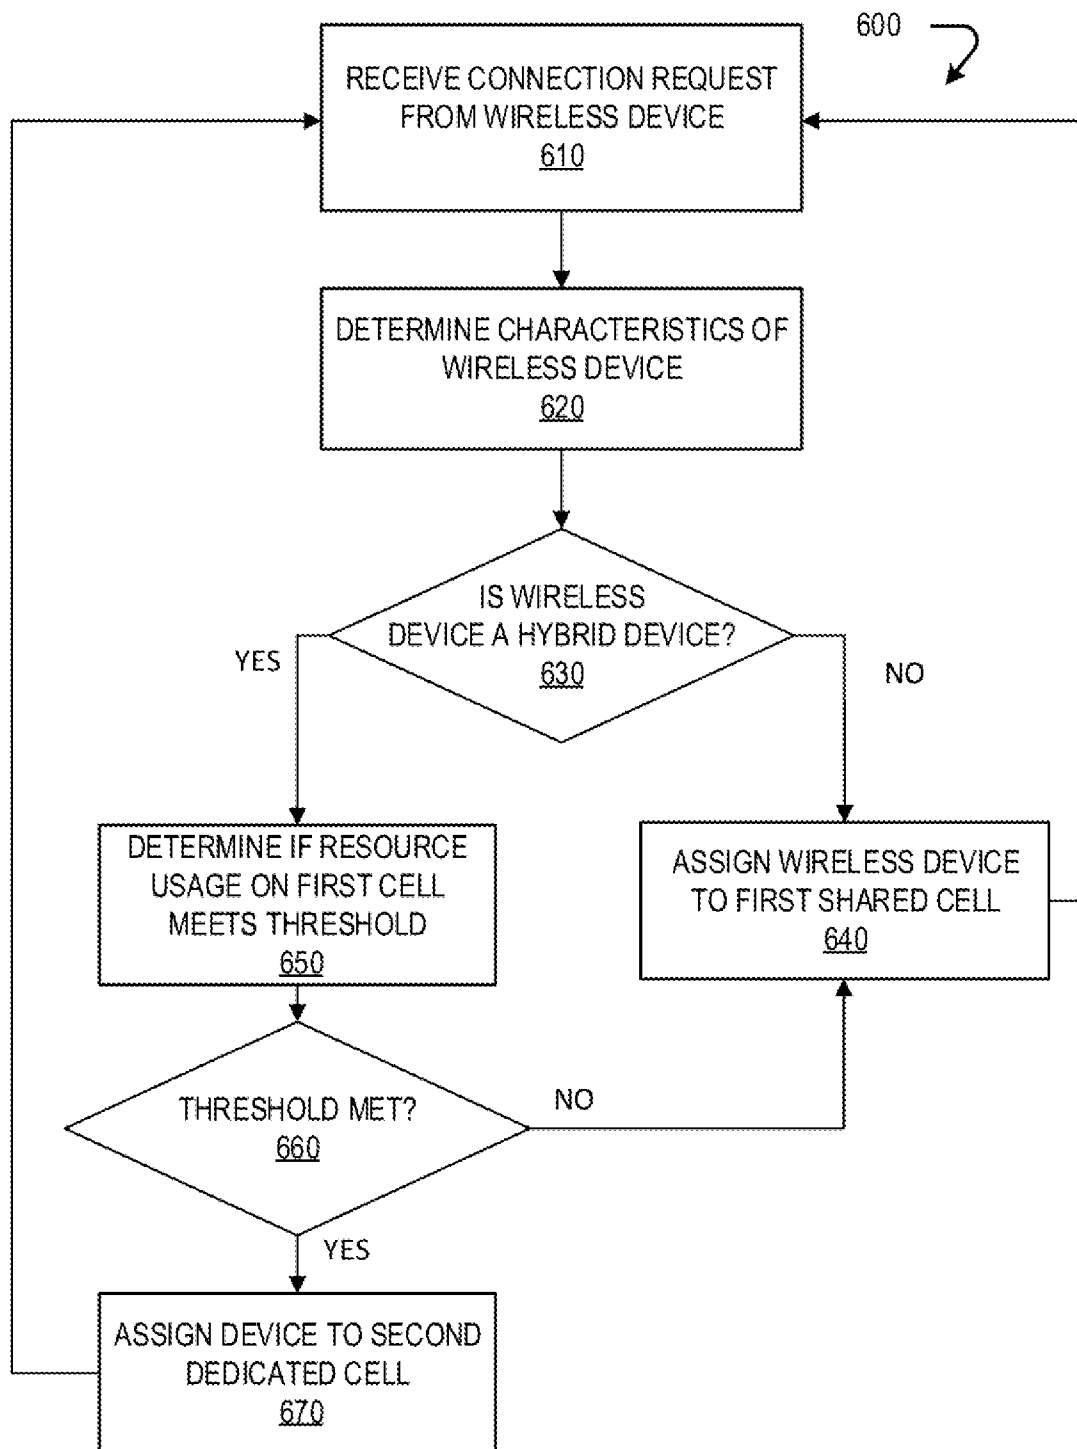 600
RECEIVE CONNECTION REQUEST
FROM WIRELESS DEVICE
610
DETERMINE CHARACTERISTICS OF
WIRELESS DEVICE
620
IS WIRELESS
DEVICE A HYBRID DEVICE?
630
YES
NO
DETERMINE IF RESOURCE
USAGE ON FIRST CELL
MEETS THRESHOLD
650
ASSIGN WIRELESS DEVICE
TO FIRST SHARED CELL
640
THRESHOLD MET?
660
NO
YES
ASSIGN DEVICE TO SECOND
DEDICATED CELL
670